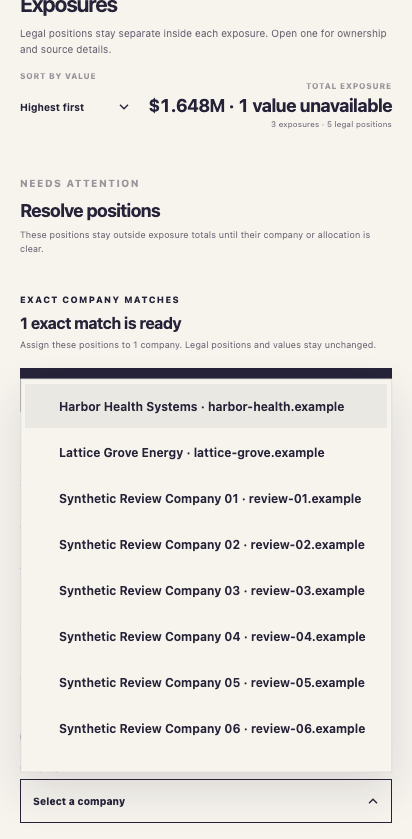 Exposures
Legal positions stay separate inside each exposure. Open one for ownership
and source details.
SORT BY VALUE
Highest first
TOTAL EXPOSURE
$1.648M · 1 value unavailable
3 exposures · 5 legal positions
NEEDS ATTENTION
Resolve positions
These positions stay outside exposure totals until their company or allocation is
clear.
EXACT COMPANY MATCHES
1 exact match is ready
Assign these positions to 1 company. Legal positions and values stay unchanged.
Harbor Health Systems · harbor-health.example
Lattice Grove Energy · lattice-grove.example
Synthetic Review Company 01 · review-01.example
Synthetic Review Company 02 · review-02.example
Synthetic Review Company 03 · review-03.example
Synthetic Review Company 04 · review-04.example
Synthetic Review Company 05 · review-05.example
Synthetic Review Company 06 · review-06.example
Select a company